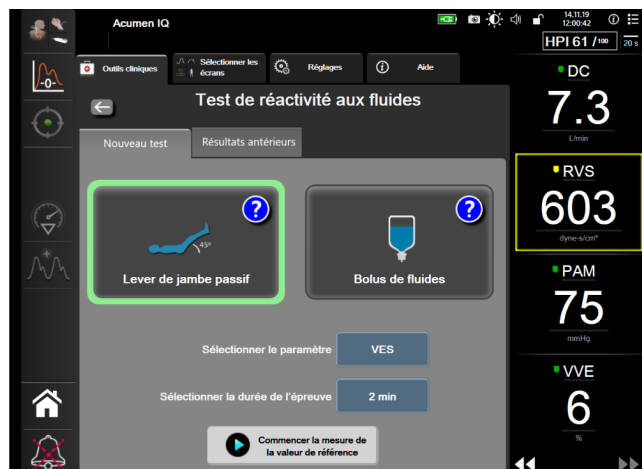 Acumen IQ
14.11.19
12:00:42
HPI 61 /100
20 s
Outils cliniques
Sélectionner les
écrans
Réglages
Aide
-0-
Test de réactivité aux fluides
Nouveau test
Résultats antérieurs
?
45º
Lever de jambe passif
?
Bolus de fluides
Sélectionner le paramètre
VES
Sélectionner la durée de l'épreuve
2 min
Commencer la mesure de
la valeur de référence
DC
7.3
L/min
RVS
603
dyne-s/cm⁵
PAM
75
mmHg
VVE
6
%